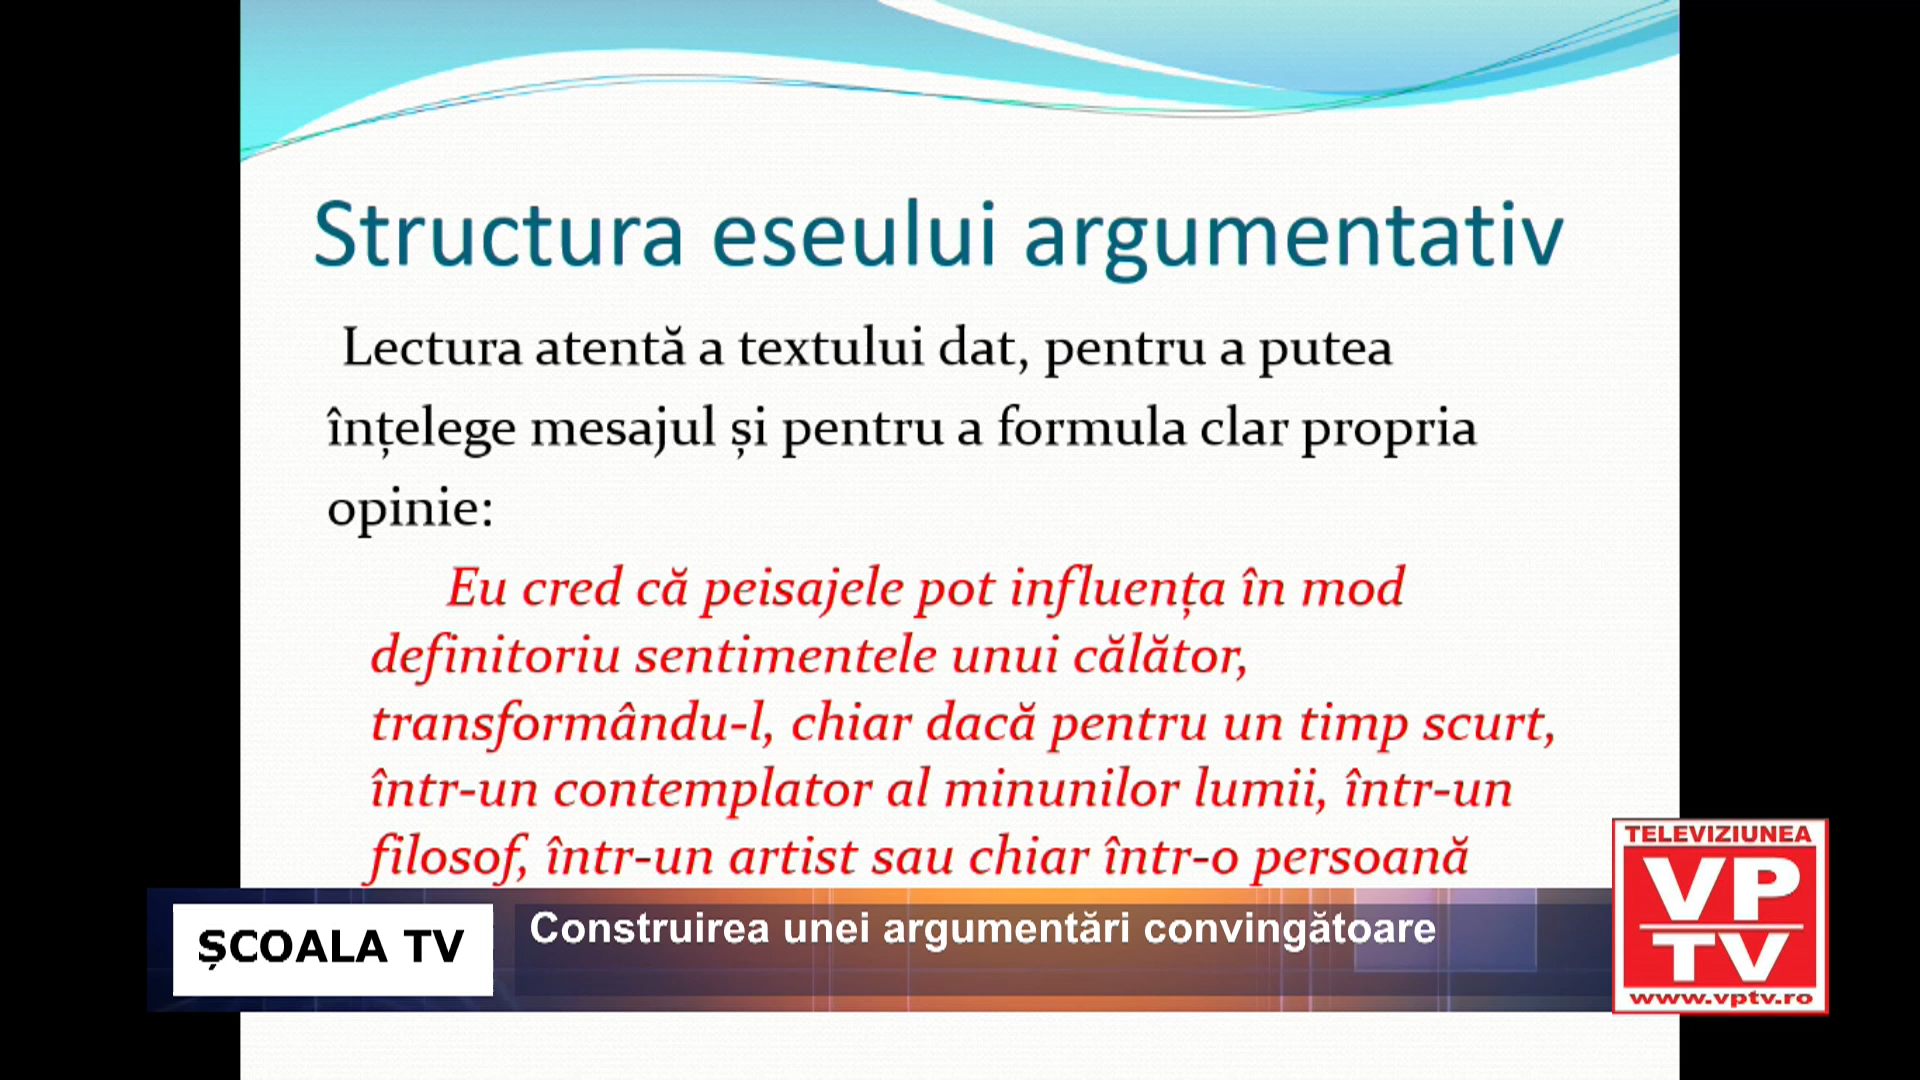 Structura eseului argumentativ
Lectura atentă a textului dat, pentru a putea
înțelege mesajul și pentru a formula clar propria
opinie:
Eu cred că peisajele pot influența în mod
definitoriu sentimentele unui călător,
transformându-l, chiar dacă pentru un timp scurt,
într-un contemplator al minunilor lumii, într-un
filosof, într-un artist sau chiar într-o persoană
ȘCOALA TV
Construirea unei argumentări convingătoare
TELEVIZIUNEA
VP
TV
www.vptv.ro